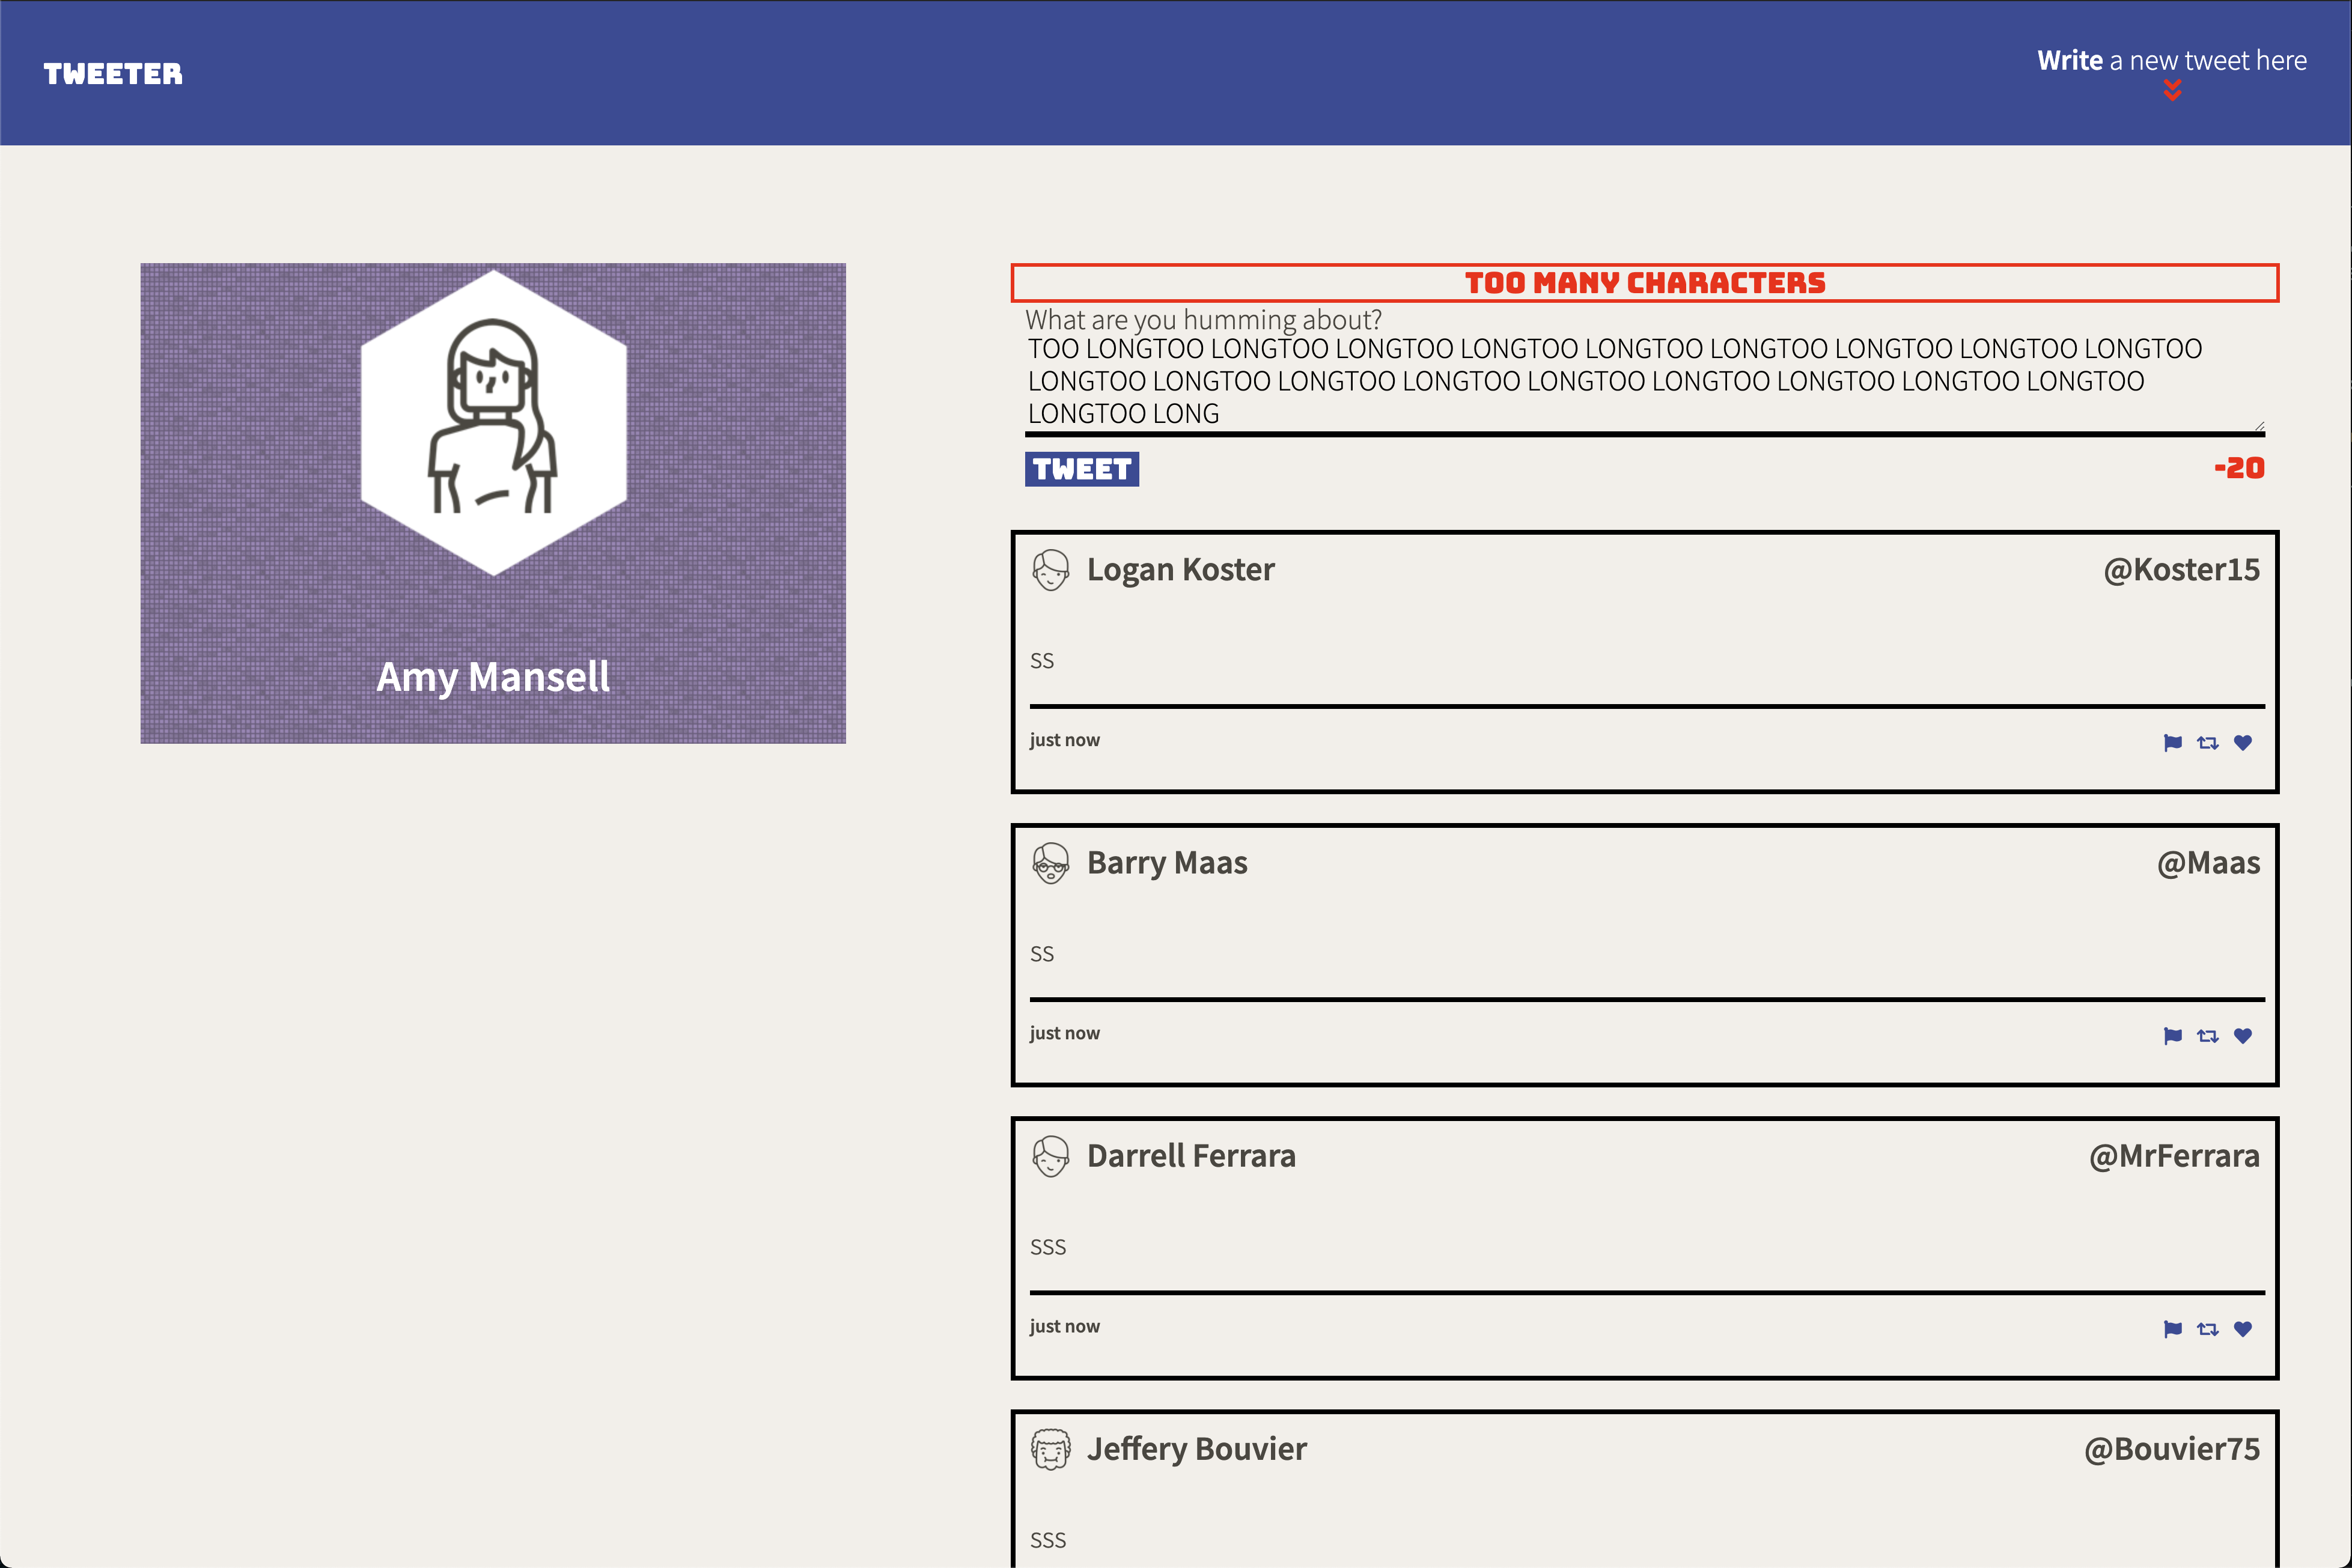 TWEETER
Write a new tweet here
Amy Mansell
TOO MANY CHARACTERS
What are you humming about?
TOO LONGTOO LONGTOO LONGTOO LONGTOO LONGTOO LONGTOO LONGTOO LONGTOO LONGTOO
LONGTOO LONGTOO LONGTOO LONGTOO LONGTOO LONGTOO LONGTOO LONGTOO LONGTOO
LONGTOO LONG
TWEET
-20
Logan Koster
@Koster15
ss
just now
Barry Maas
@Maas
ss
just now
Darrell Ferrara
@MrFerrara
sss
just now
Jeffery Bouvier
@Bouvier75
sss